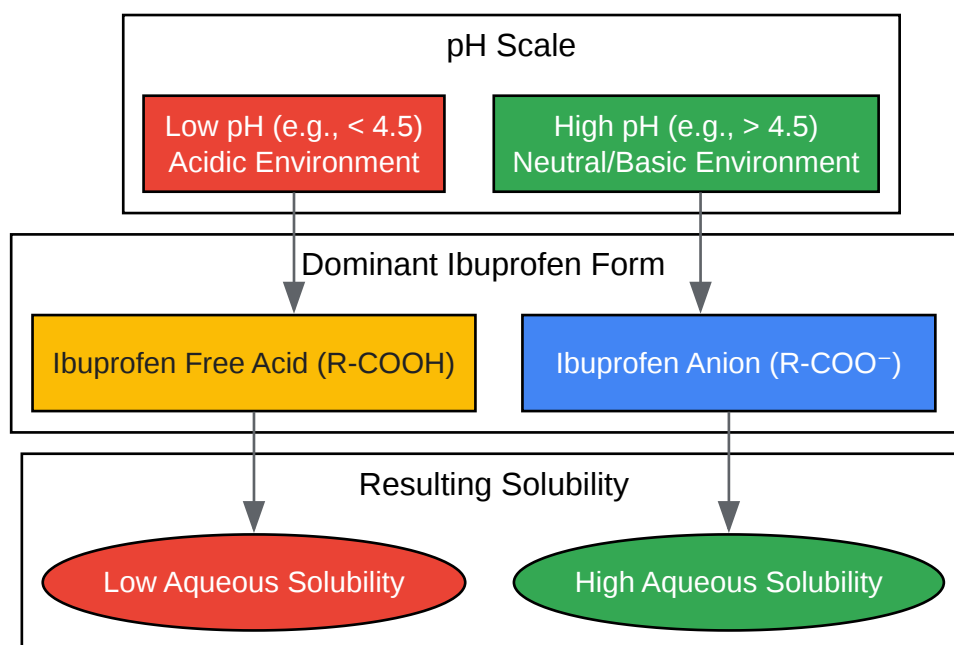 pH Scale
Low pH (e.g., < 4.5)
Acidic Environment
High pH (e.g., > 4.5)
Neutral/Basic Environment
Dominant Ibuprofen Form
Ibuprofen Free Acid (R-COOH)
Ibuprofen Anion (R-COO⁻)
Resulting Solubility
Low Aqueous Solubility
High Aqueous Solubility